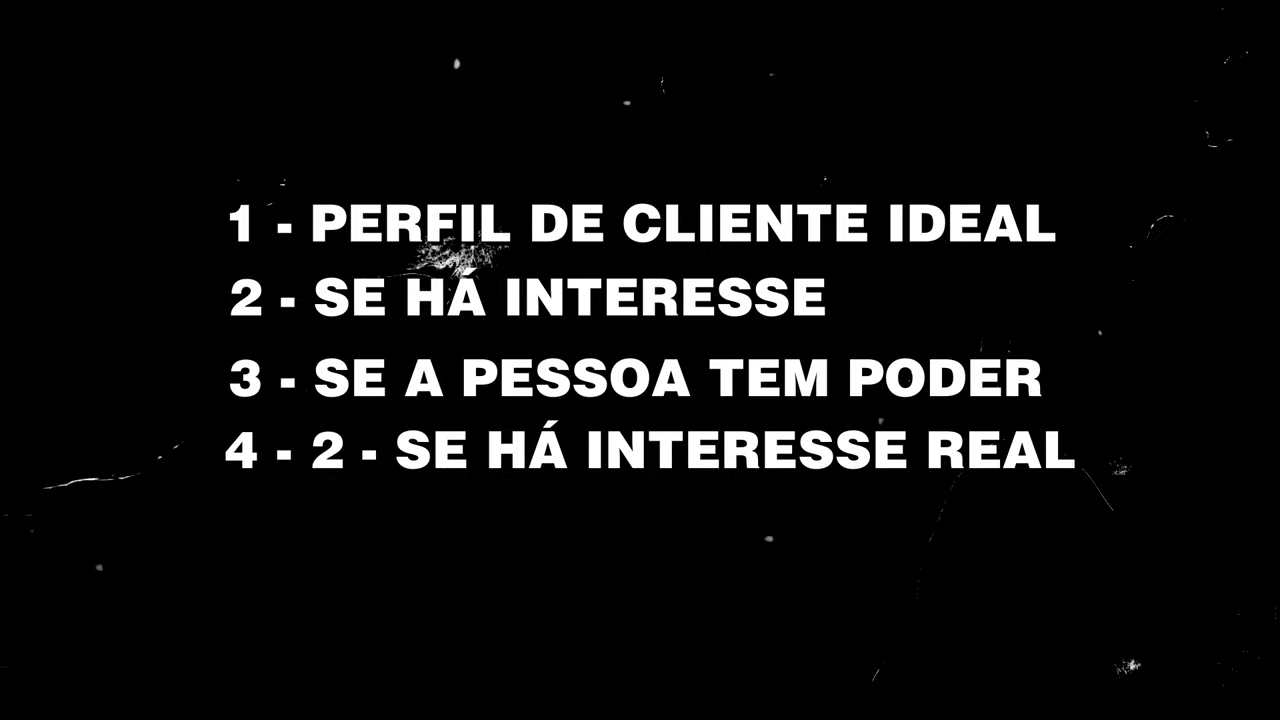 1 - PERFIL DE CLIENTE IDEAL
2 - SE HÁ INTERESSE
3 - SE A PESSOA TEM PODER
4 - 2 - SE HÁ INTERESSE REAL